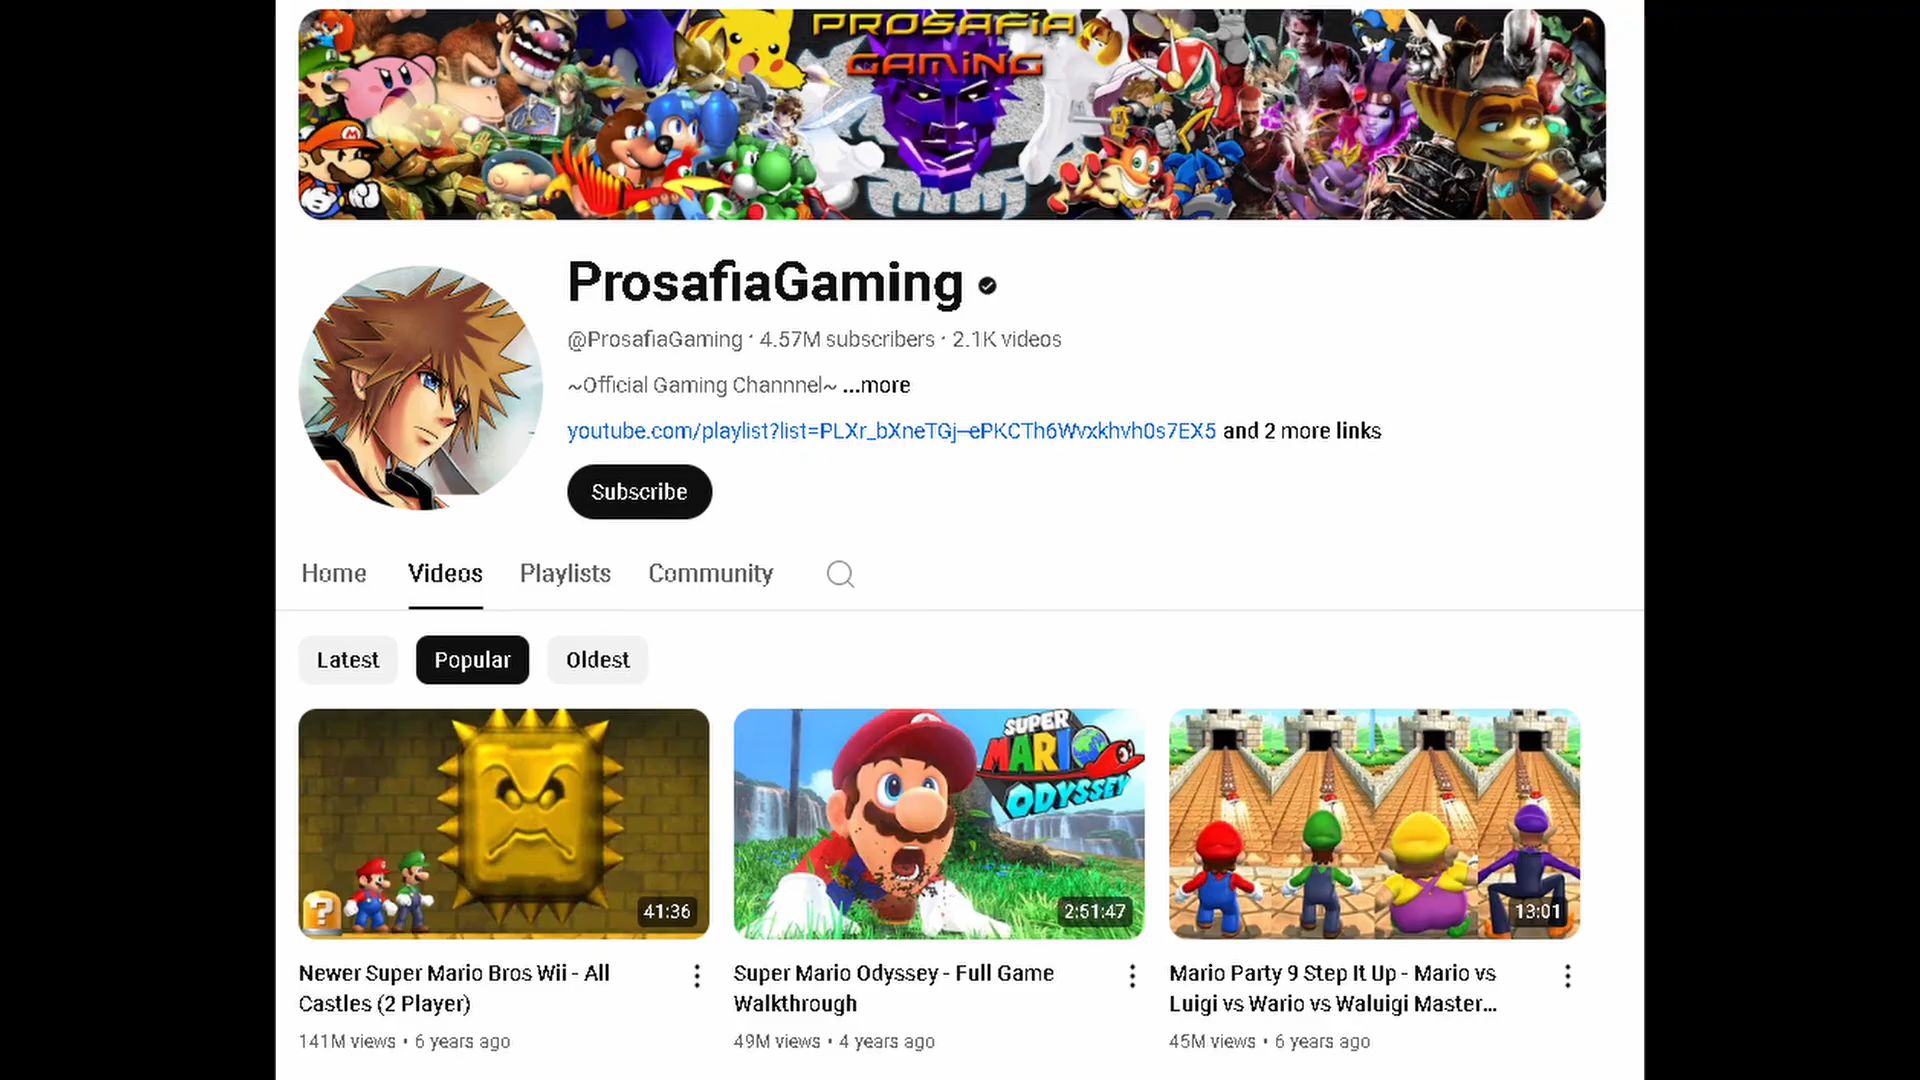 PROSAFiA
GAMiNG
ProsafiaGaming
@ProsafiaGaming · 4.57M subscribers · 2.1K videos
~Official Gaming Channnel~ ...more
youtube.com/playlist?list=PLXr_bXneTGj--ePKCTh6Wvxkhvh0s7EX5 and 2 more links
Subscribe
Home Videos Playlists Community
Latest Popular Oldest
?
41:36
SUPER
MARIO
ODYSSEY
2:51:47
13:01
Newer Super Mario Bros Wii - All
Castles (2 Player)
141M views • 6 years ago
Super Mario Odyssey - Full Game
Walkthrough
49M views • 4 years ago
Mario Party 9 Step It Up - Mario vs
Luigi vs Wario vs Waluigi Master...
45M views • 6 years ago